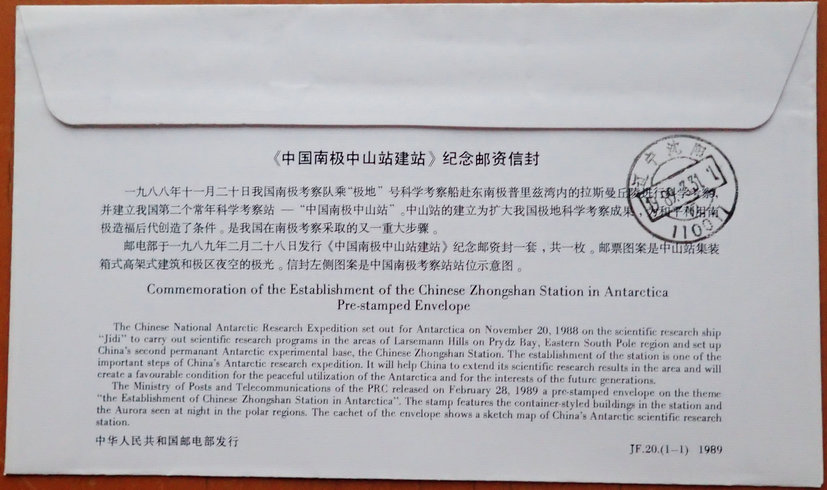 《中国南极中山站建站》纪念邮资信封
一九八八年十一月二十日我国南极考察队乘“极地”号科学考察船赴东南极普里兹湾内的拉斯曼丘陵进行科学考察，
并建立我国第二个常年科学考察站 — “中国南极中山站”。中山站的建立为扩大我国极地科学考察成果，为和平利用南
极造福后代创造了条件。是我国在南极考察采取的又一重大步骤。
邮电部于一九八九年二月二十八日发行《中国南极中山站建站》纪念邮资封一套，共一枚。邮票图案是中山站集装
箱式高架式建筑和极区夜空的极光。信封左侧图案是中国南极考察站站位示意图。
Commemoration of the Establishment of the Chinese Zhongshan Station in Antarctica
Pre-stamped Envelope
The Chinese National Antarctic Research Expedition set out for Antarctica on November 20, 1988 on the scientific research ship
“Jidi” to carry out scientific research programs in the areas of Larsemann Hills on Prydz Bay, Eastern South Pole region and set up
China's second permanant Antarctic experimental base, the Chinese Zhongshan Station. The establishment of the station is one of the
important steps of China's Antarctic research expedition. It will help China to extend its scientific research results in the area and will
create a favourable condition for the peaceful utilization of the Antarctica and for the interests of the future generations.
The Ministry of Posts and Telecommunications of the PRC released on February 28, 1989 a pre-stamped envelope on the theme
“the Establishment of Chinese Zhongshan Station in Antarctica”. The stamp features the container-styled buildings in the station and
the Aurora seen at night in the polar regions. The cachet of the envelope shows a sketch map of China's Antarctic scientific research
station.
中华人民共和国邮电部发行
JF.20.(1—1) 1989
辽宁沈阳